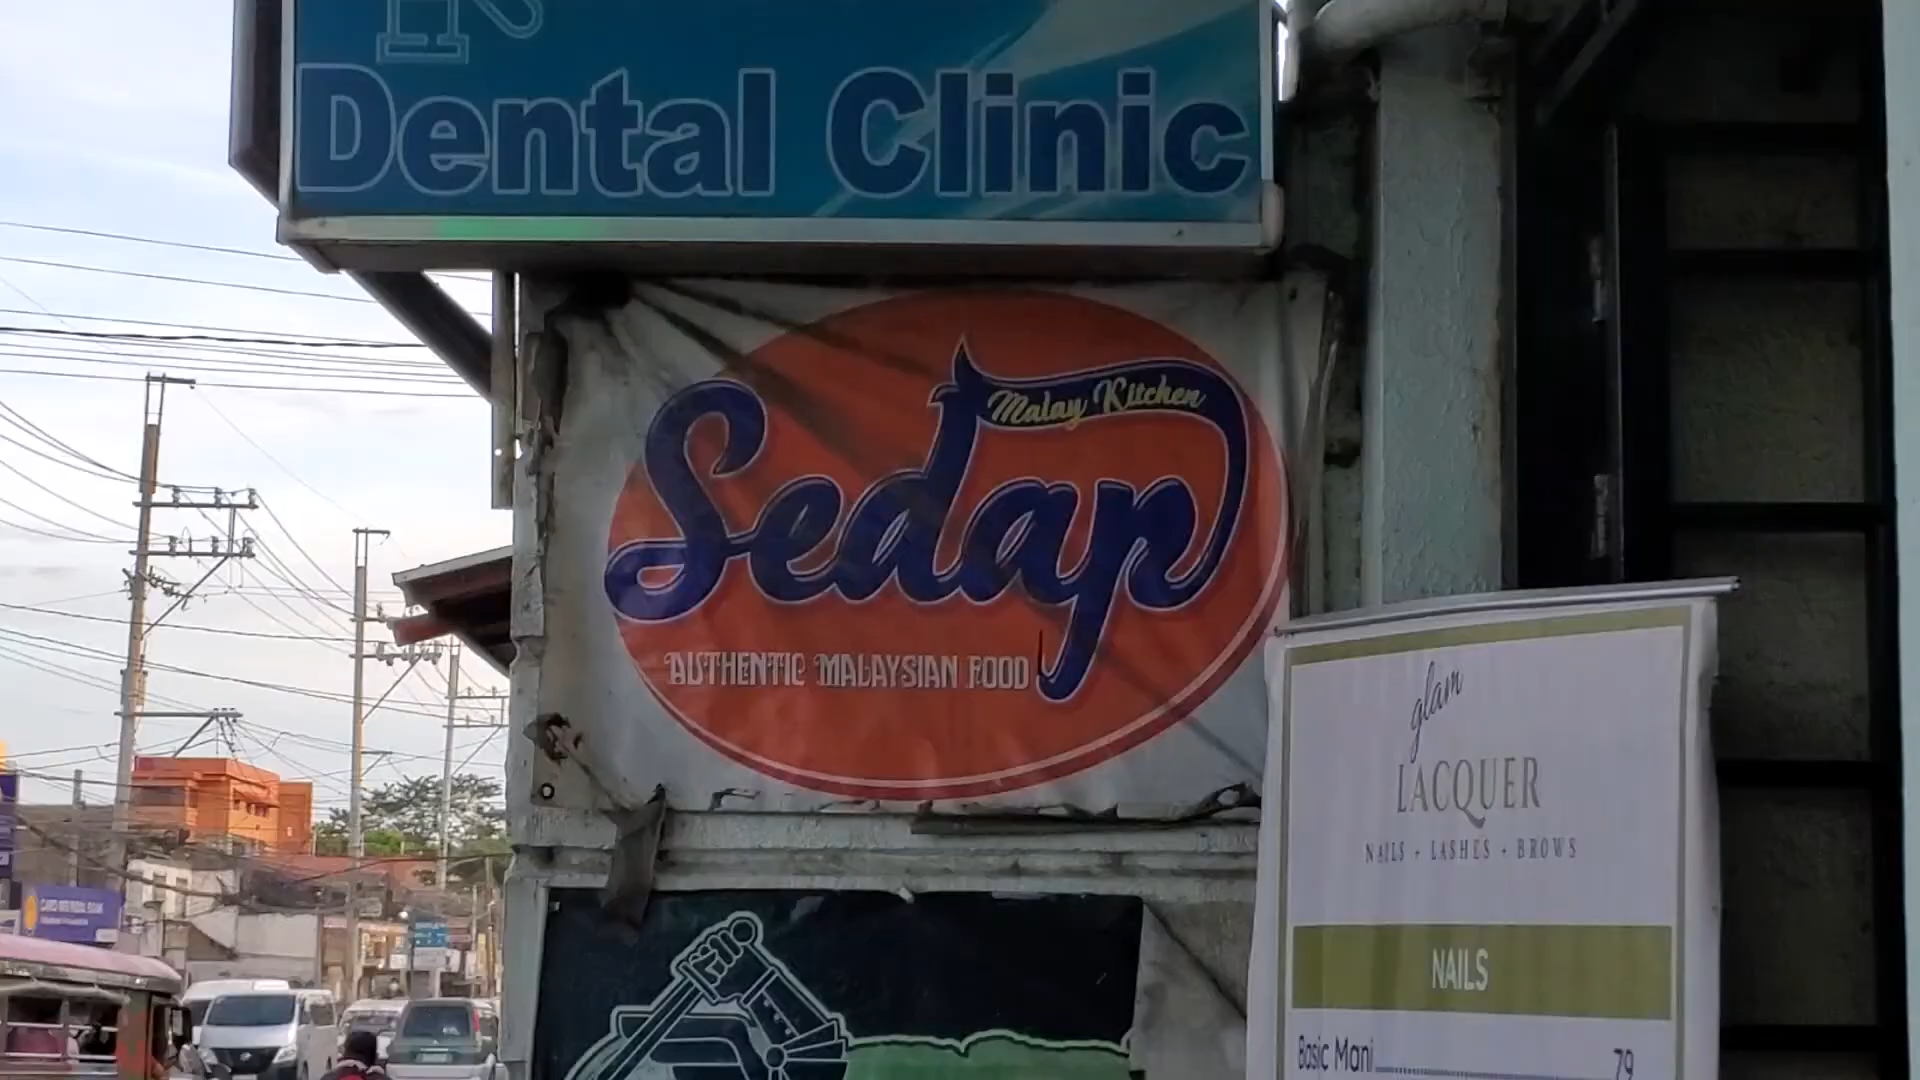 Dental Clinic
Malay Kitchen
Sedap
AUTHENTIC MALAYSIAN FOOD
glam
LACQUER
NAILS + LASHES + BROWS
NAILS
Basic Mani 79